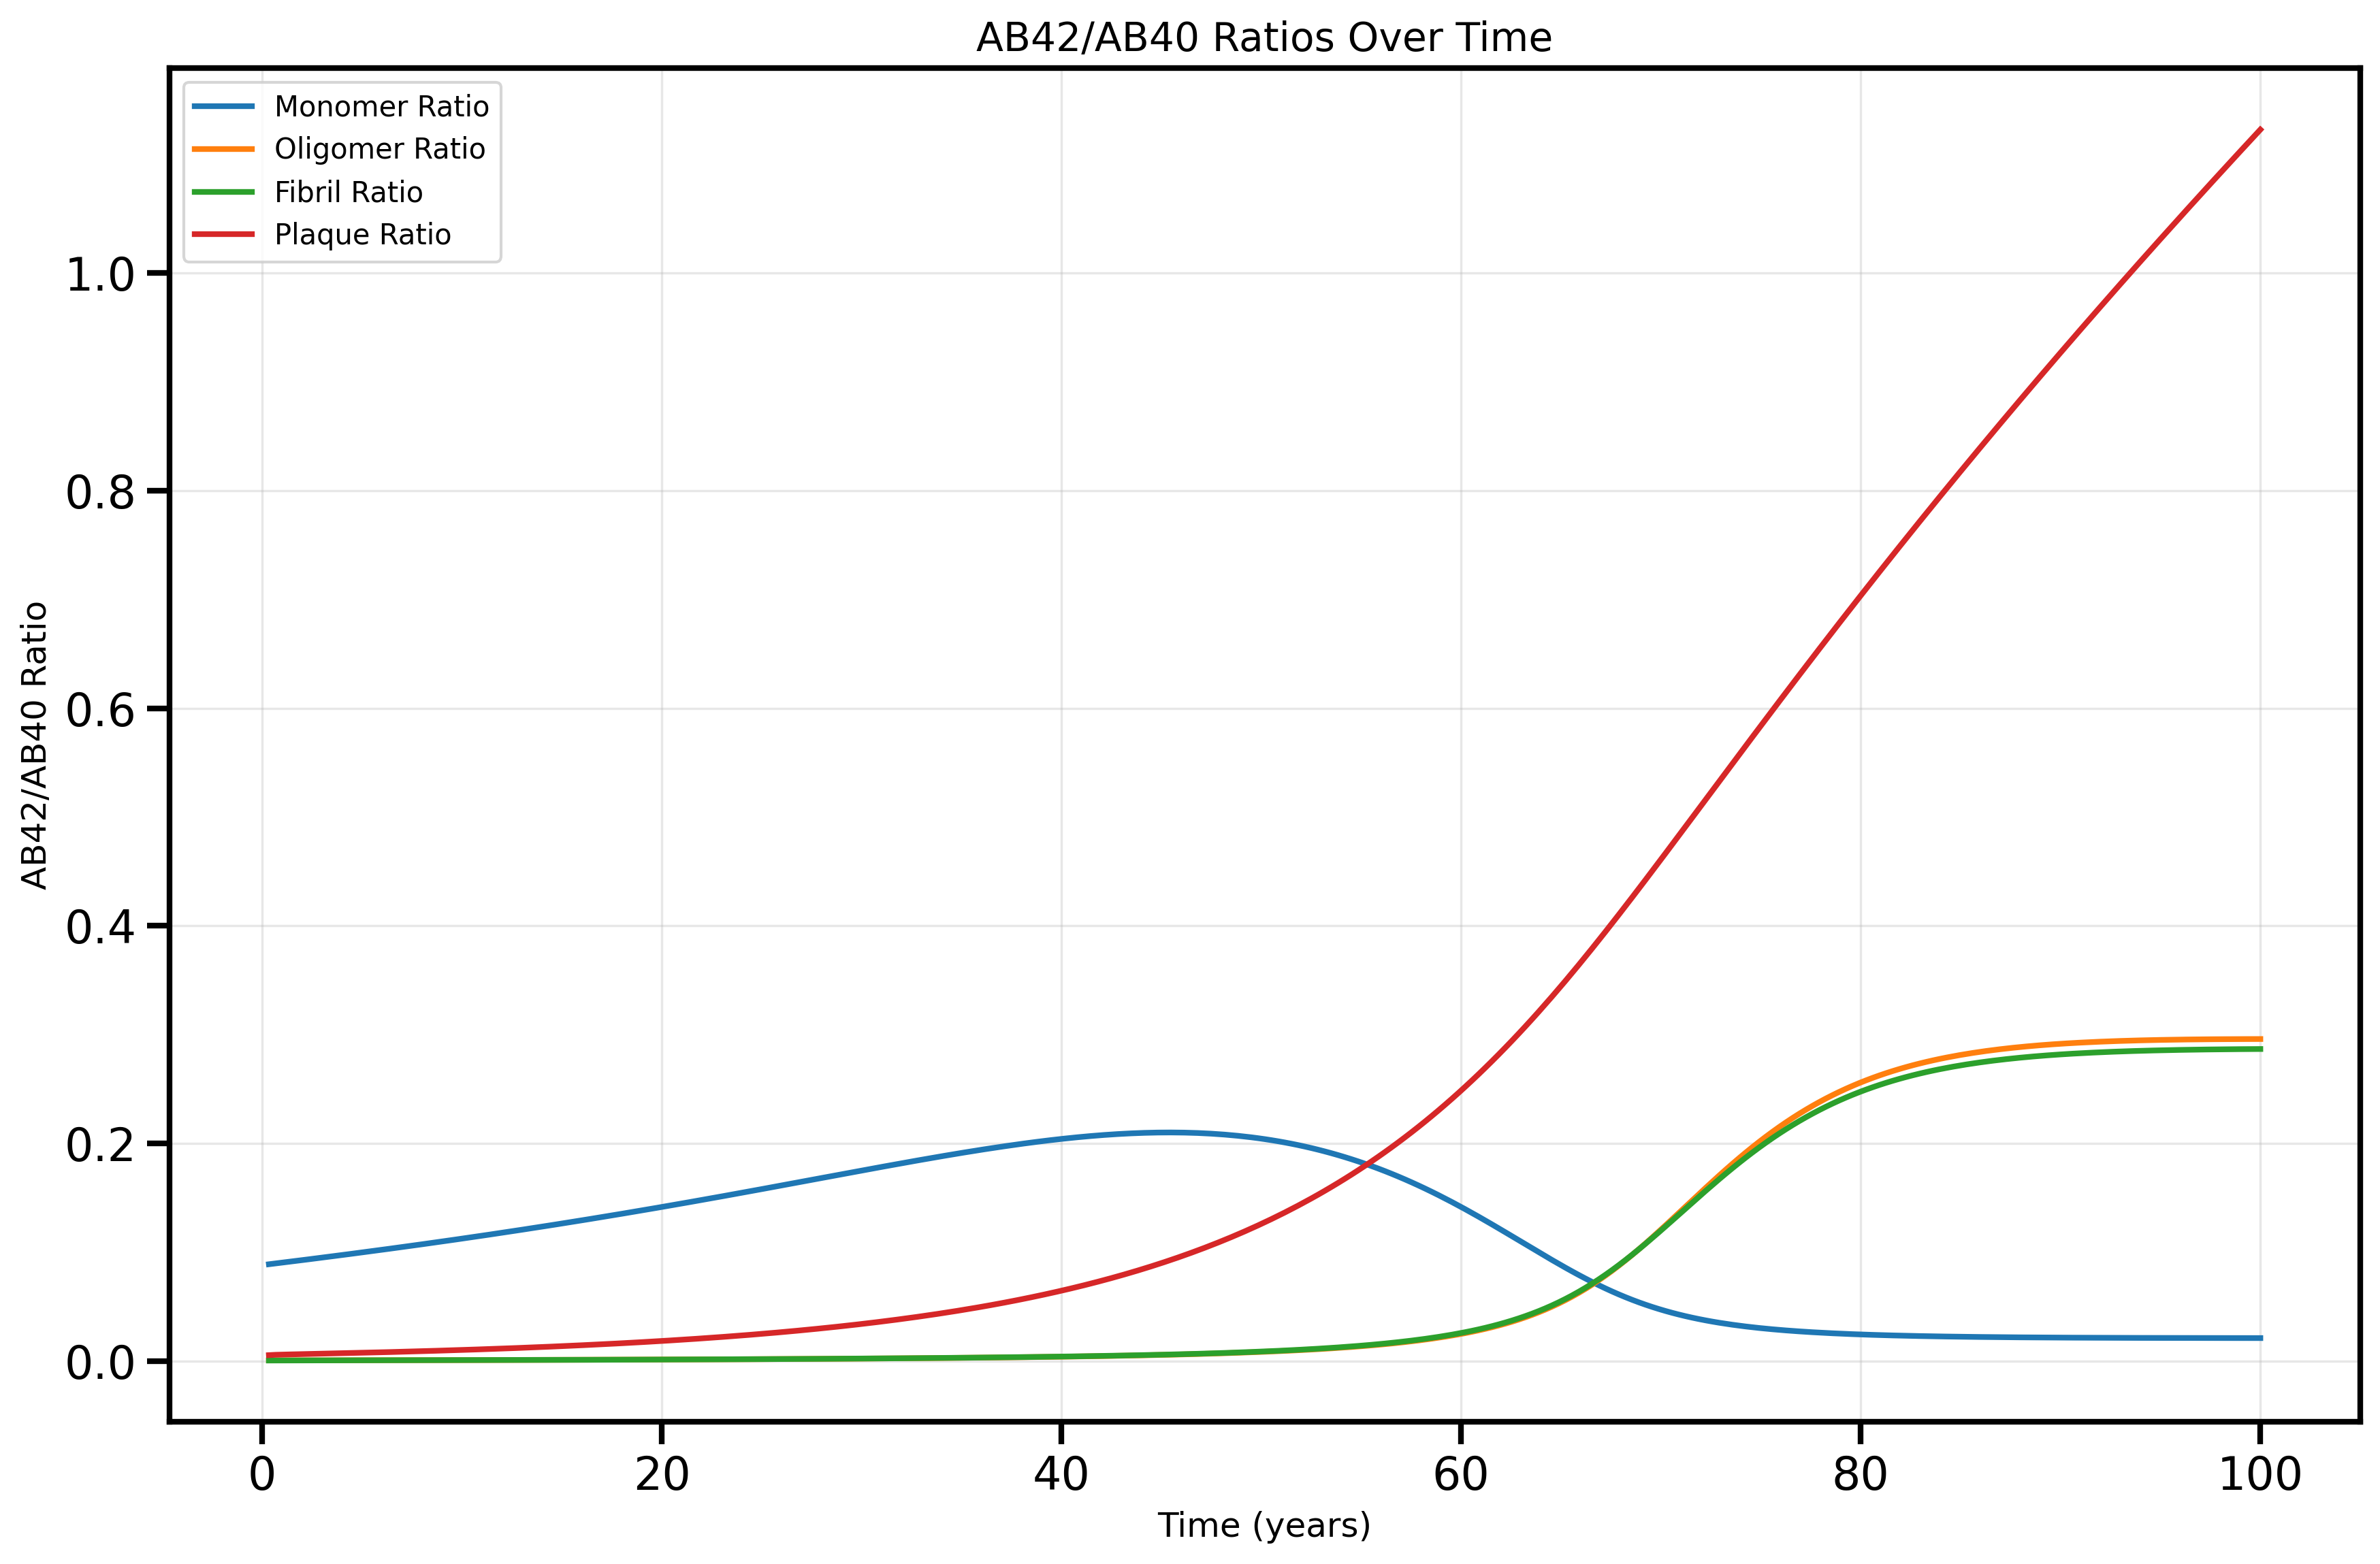 AB42/AB40 Ratios Over Time
Monomer Ratio
Oligomer Ratio
Fibril Ratio
Plaque Ratio
AB42/AB40 Ratio
1.0
0.8
0.6
0.4
0.2
0.0
0 20 40 60 80 100
Time (years)